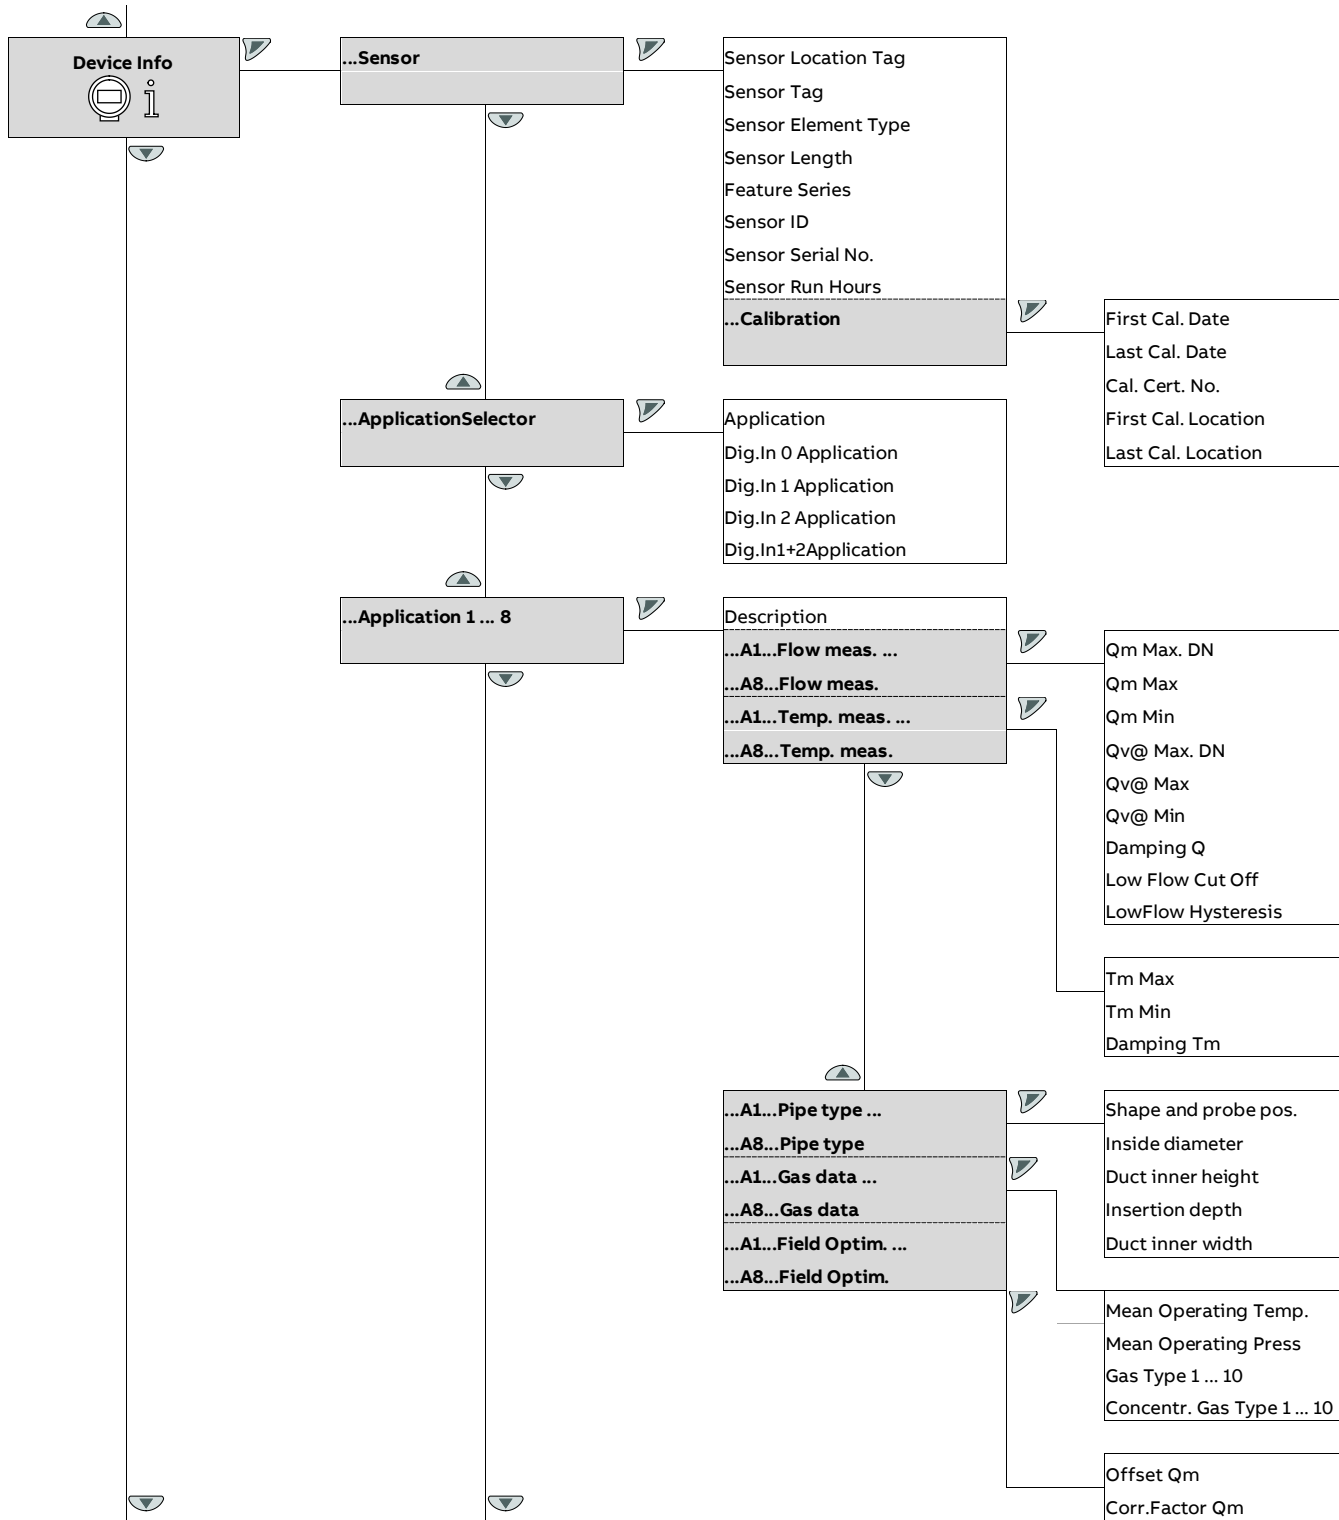 Device Info
i
...Sensor
Sensor Location Tag
Sensor Tag
Sensor Element Type
Sensor Length
Feature Series
Sensor ID
Sensor Serial No.
Sensor Run Hours
...Calibration
First Cal. Date
Last Cal. Date
Cal. Cert. No.
First Cal. Location
Last Cal. Location
...ApplicationSelector
Application
Dig.In 0 Application
Dig.In 1 Application
Dig.In 2 Application
Dig.In1+2Application
...Application 1 ... 8
Description
...A1...Flow meas. ...
...A8...Flow meas.
...A1...Temp. meas. ...
...A8...Temp. meas.
Qm Max. DN
Qm Max
Qm Min
Qv@ Max. DN
Qv@ Max
Qv@ Min
Damping Q
Low Flow Cut Off
LowFlow Hysteresis
Tm Max
Tm Min
Damping Tm
...A1...Pipe type ...
...A8...Pipe type
...A1...Gas data ...
...A8...Gas data
...A1...Field Optim. ...
...A8...Field Optim.
Shape and probe pos.
Inside diameter
Duct inner height
Insertion depth
Duct inner width
Mean Operating Temp.
Mean Operating Press
Gas Type 1 ... 10
Concentr. Gas Type 1 ... 10
Offset Qm
Corr.Factor Qm